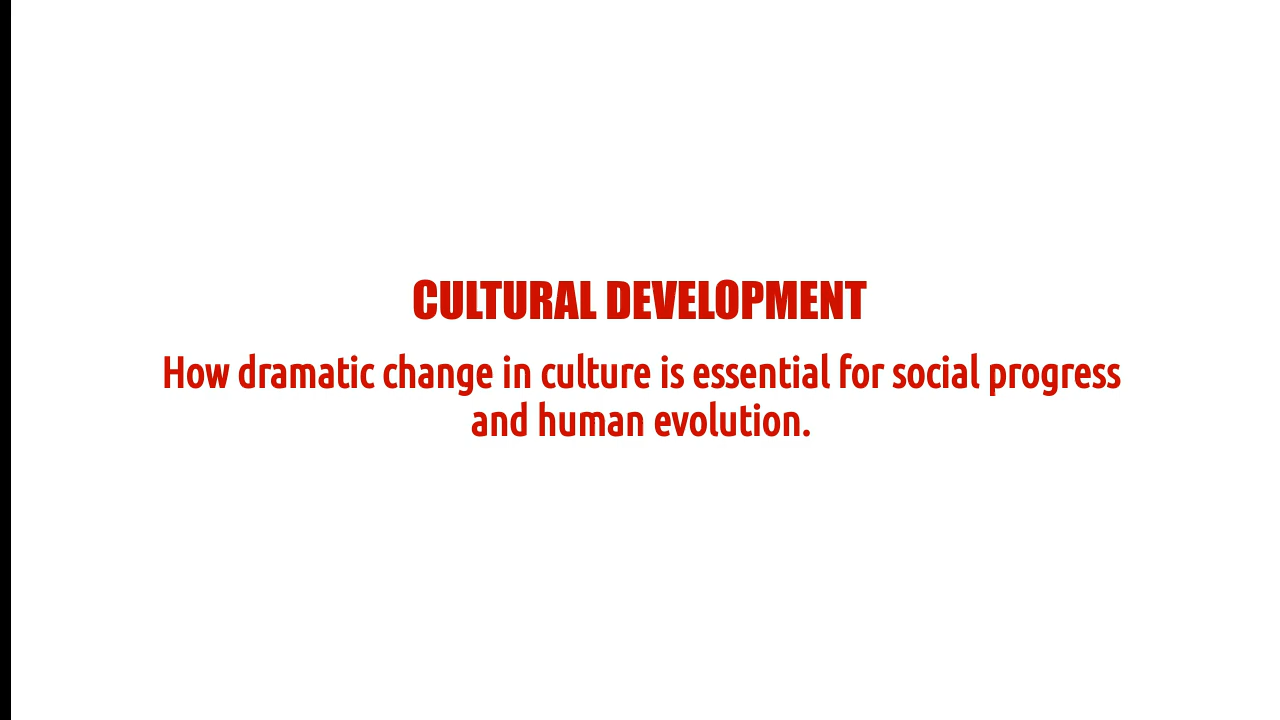 CULTURAL DEVELOPMENT
How dramatic change in culture is essential for social progress
and human evolution.